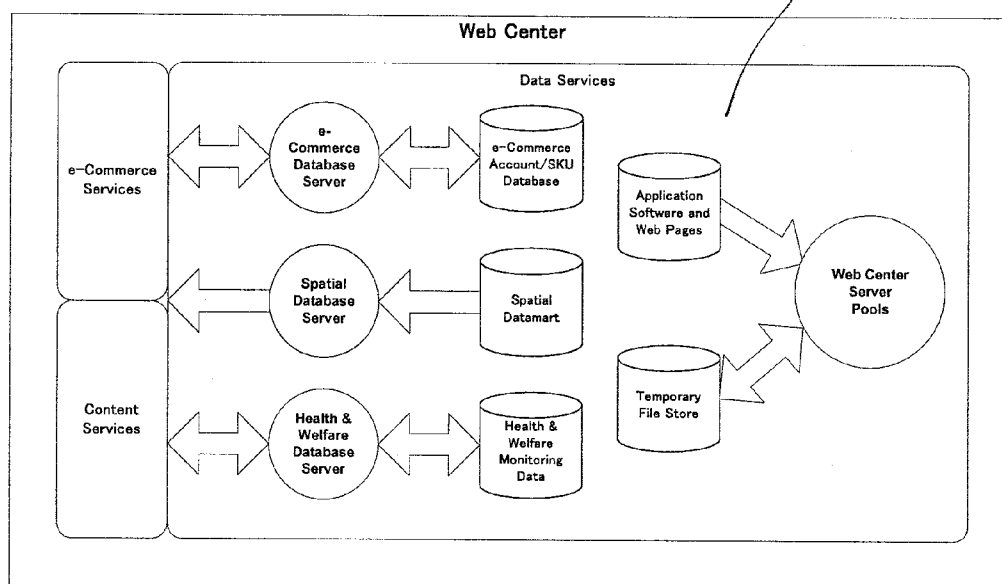 Web Center
Data Services
e-Commerce
Services
e-
Commerce
Database
Server
e-Commerce
Account/SKU
Database
Application
Software and
Web Pages
Web Center
Server
Pools
Spatial
Database
Server
Spatial
Datamart
Content
Services
Health &
Welfare
Database
Server
Health &
Welfare
Monitoring
Data
Temporary
File Store